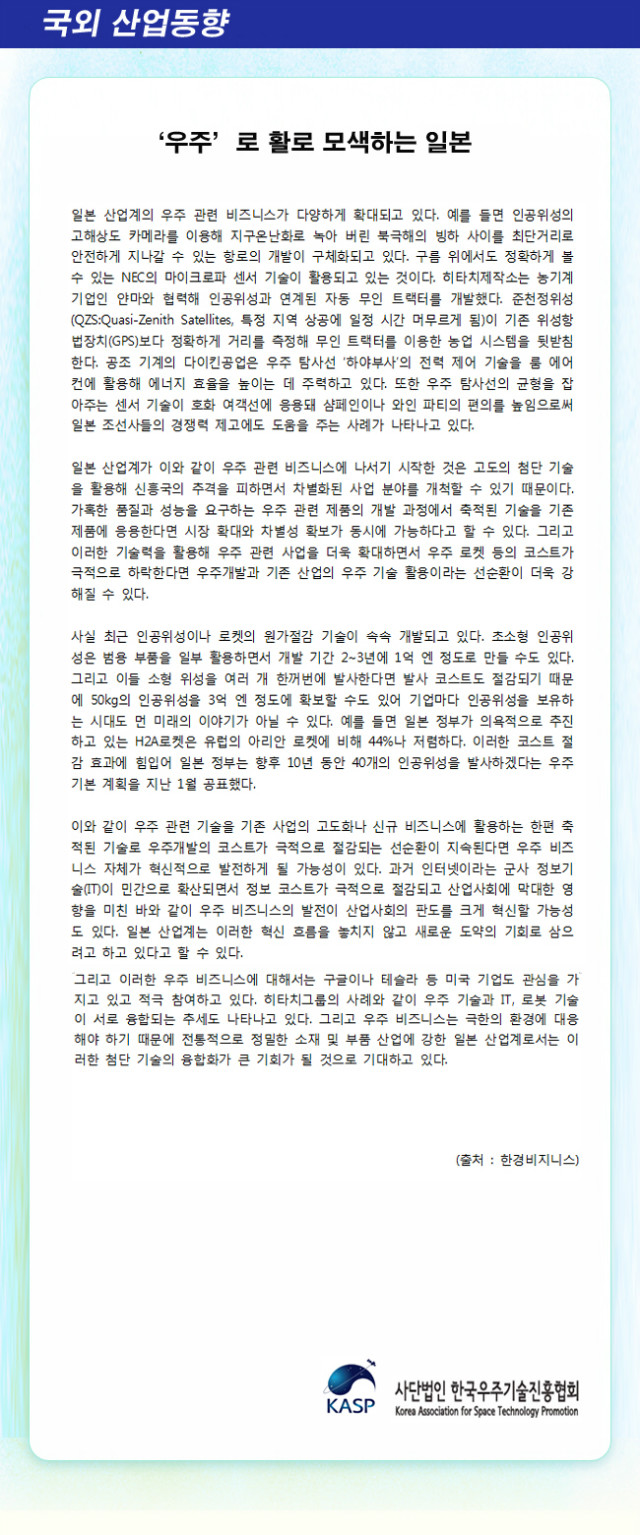 국외 산업동향
‘우주’ 로 활로 모색하는 일본
일본 산업계의 우주 관련 비즈니스가 다양하게 확대되고 있다. 예를 들면 인공위성의
고해상도 카메라를 이용해 지구온난화로 녹아 버린 북극해의 빙하 사이를 최단거리로
안전하게 지나갈 수 있는 항로의 개발이 구체화되고 있다. 구름 위에서도 정확하게 볼
수 있는 NEC의 마이크로파 센서 기술이 활용되고 있는 것이다. 히타치제작소는 농기계
기업인 얀마와 협력해 인공위성과 연계된 자동 무인 트랙터를 개발했다. 준천정위성
(QZS:Quasi-Zenith Satellites, 특정 지역 상공에 일정 시간 머무르게 됨)이 기존 위성항
법장치(GPS)보다 정확하게 거리를 측정해 무인 트랙터를 이용한 농업 시스템을 뒷받침
한다. 공조 기계의 다이킨공업은 우주 탐사선 ‘하야부사’의 전력 제어 기술을 룸 에어
컨에 활용해 에너지 효율을 높이는 데 주력하고 있다. 또한 우주 탐사선의 균형을 잡
아주는 센서 기술이 호화 여객선에 응용돼 샴페인이나 와인 파티의 편의를 높임으로써
일본 조선사들의 경쟁력 제고에도 도움을 주는 사례가 나타나고 있다.
일본 산업계가 이와 같이 우주 관련 비즈니스에 나서기 시작한 것은 고도의 첨단 기술
을 활용해 신흥국의 추격을 피하면서 차별화된 사업 분야를 개척할 수 있기 때문이다.
가혹한 품질과 성능을 요구하는 우주 관련 제품의 개발 과정에서 축적된 기술을 기존
제품에 응용한다면 시장 확대와 차별성 확보가 동시에 가능하다고 할 수 있다. 그리고
이러한 기술력을 활용해 우주 관련 사업을 더욱 확대하면서 우주 로켓 등의 코스트가
극적으로 하락한다면 우주개발과 기존 산업의 우주 기술 활용이라는 선순환이 더욱 강
해질 수 있다.
사실 최근 인공위성이나 로켓의 원가절감 기술이 속속 개발되고 있다. 초소형 인공위
성은 범용 부품을 일부 활용하면서 개발 기간 2~3년에 1억 엔 정도로 만들 수도 있다.
그리고 이들 소형 위성을 여러 개 한꺼번에 발사한다면 발사 코스트도 절감되기 때문
에 50kg의 인공위성을 3억 엔 정도에 확보할 수도 있어 기업마다 인공위성을 보유하
는 시대도 먼 미래의 이야기가 아닐 수 있다. 예를 들면 일본 정부가 의욕적으로 추진
하고 있는 H2A로켓은 유럽의 아리안 로켓에 비해 44%나 저렴하다. 이러한 코스트 절
감 효과에 힘입어 일본 정부는 향후 10년 동안 40개의 인공위성을 발사하겠다는 우주
기본 계획을 지난 1월 공표했다.
이와 같이 우주 관련 기술을 기존 사업의 고도화나 신규 비즈니스에 활용하는 한편 축
적된 기술로 우주개발의 코스트가 극적으로 절감되는 선순환이 지속된다면 우주 비즈
니스 자체가 혁신적으로 발전하게 될 가능성이 있다. 과거 인터넷이라는 군사 정보기
술(IT)이 민간으로 확산되면서 정보 코스트가 극적으로 절감되고 산업사회에 막대한 영
향을 미친 바와 같이 우주 비즈니스의 발전이 산업사회의 판도를 크게 혁신할 가능성
도 있다. 일본 산업계는 이러한 혁신 흐름을 놓치지 않고 새로운 도약의 기회로 삼으
려고 하고 있다고 할 수 있다.
그리고 이러한 우주 비즈니스에 대해서는 구글이나 테슬라 등 미국 기업도 관심을 가
지고 있고 적극 참여하고 있다. 히타치그룹의 사례와 같이 우주 기술과 IT, 로봇 기술
이 서로 융합되는 추세도 나타나고 있다. 그리고 우주 비즈니스는 극한의 환경에 대응
해야 하기 때문에 전통적으로 정밀한 소재 및 부품 산업에 강한 일본 산업계로서는 이
러한 첨단 기술의 융합화가 큰 기회가 될 것으로 기대하고 있다.
(출처 : 한경비지니스)
KASP
사단법인 한국우주기술진흥협회
Korea Association for Space Technology Promotion